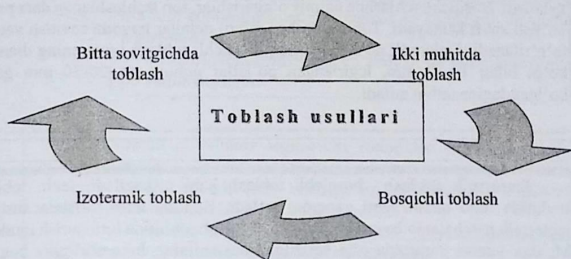 Bitta sovitgichda
toblash
Ikki muhitda
toblash
Toblash usullari
Izotermik toblash
Bosqichli toblash